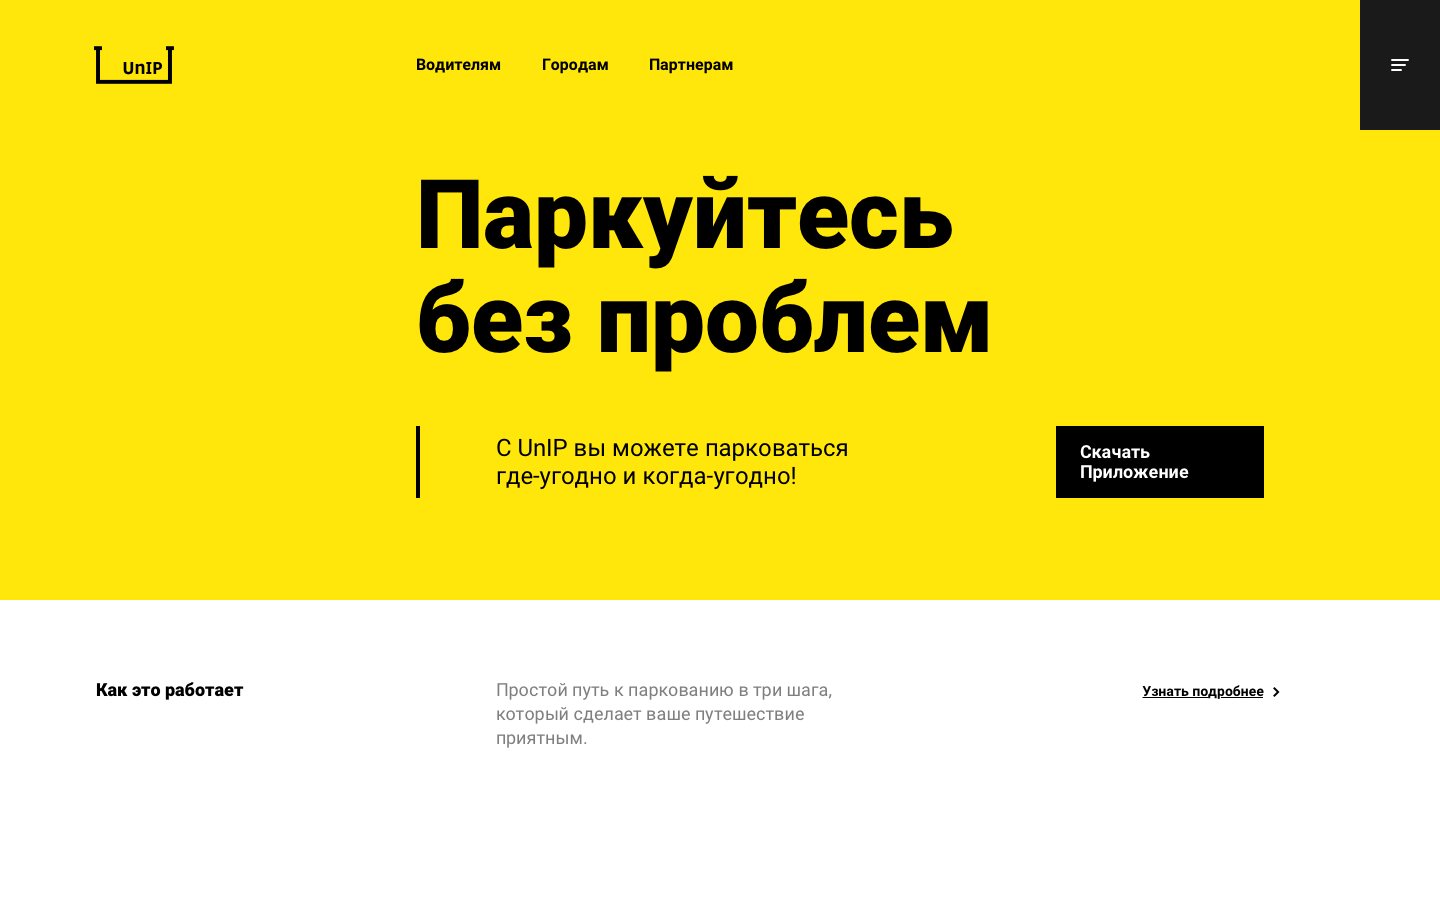 UnIP
Водителям
Городам
Партнерам
Паркуйтесь
без проблем
С UnIP вы можете парковаться
где-угодно и когда-угодно!
Скачать
Приложение
Как это работает
Простой путь к паркованию в три шага,
который сделает ваше путешествие
приятным.
Узнать подробнее